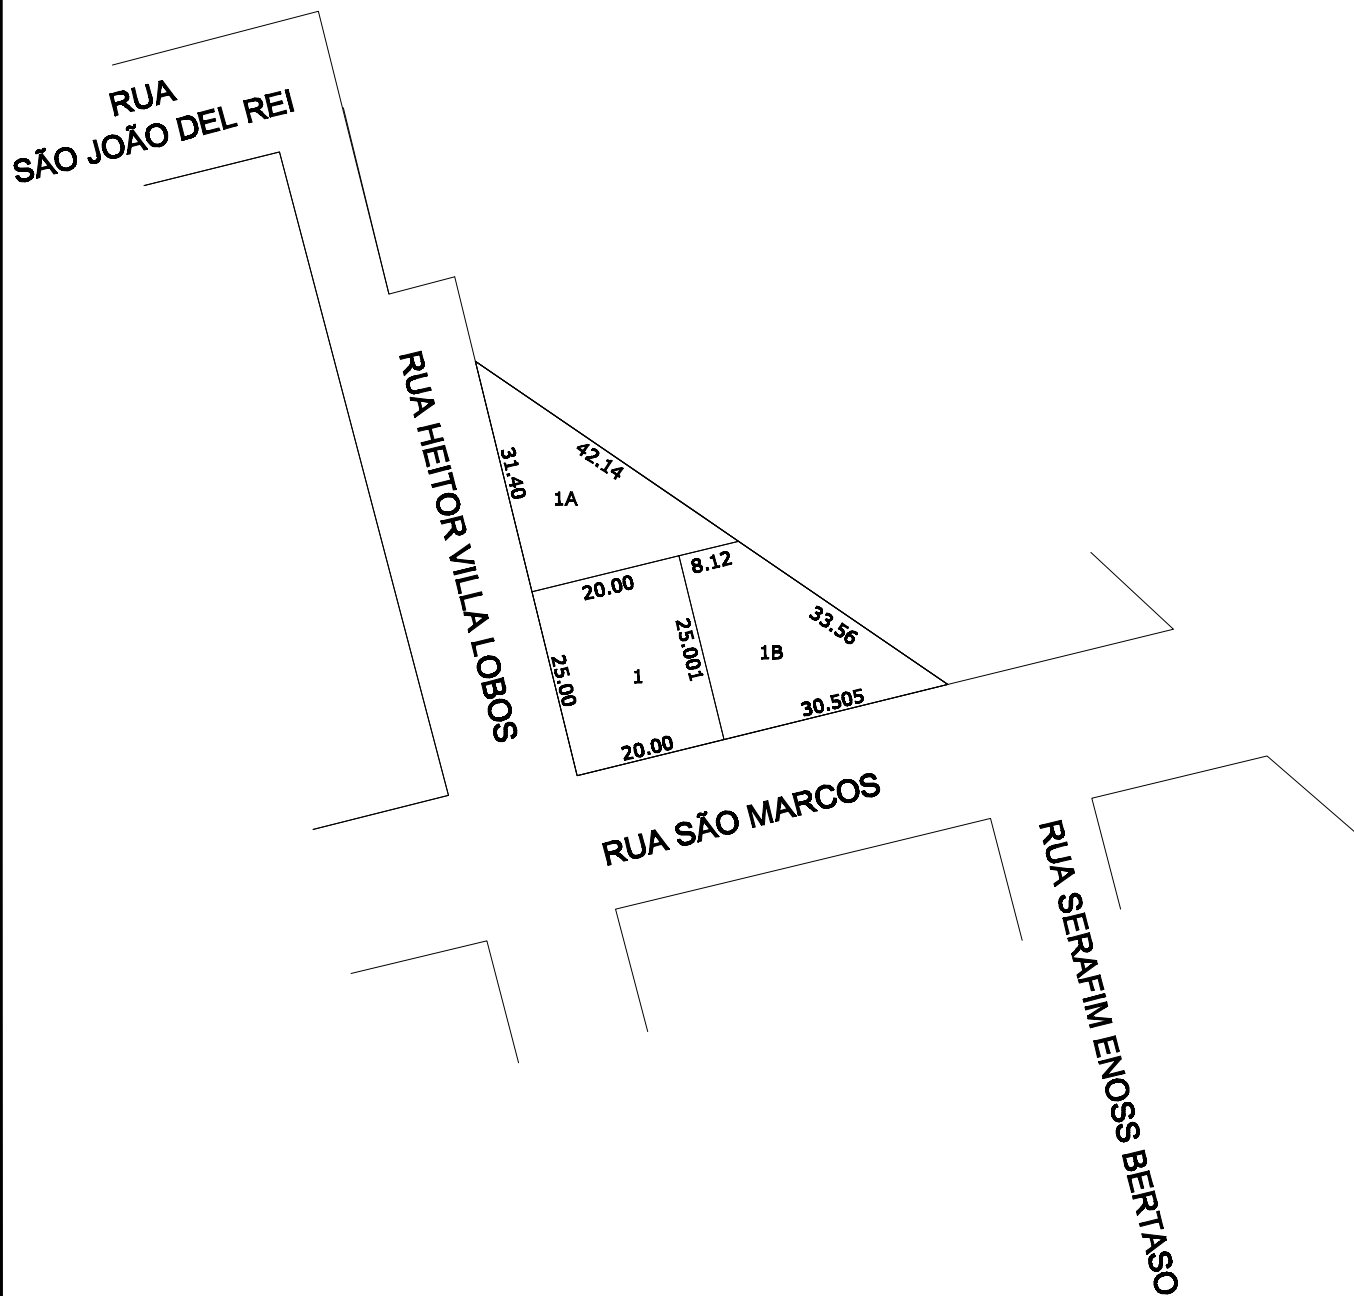 RUA
SÃO JOÃO DEL REI
RUA HEITOR VILLA LOBOS
31.40
42.14
1A
8.12
20.00
33.56
25.001
1B
25.00
1
30.505
20.00
RUA SÃO MARCOS
RUA SERAFIM ENOSS BERTASO